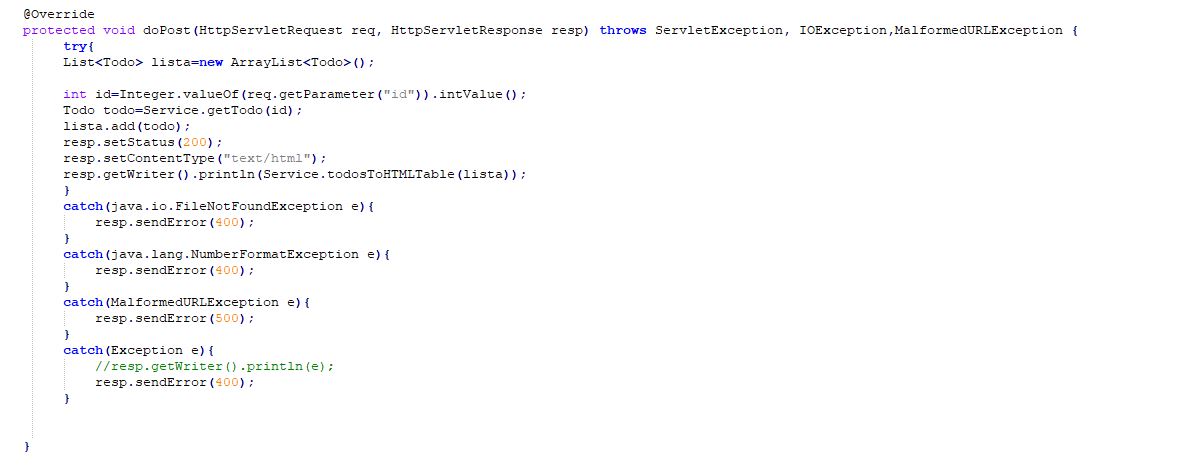 @Override
protected void doPost(HttpServletRequest req, HttpServletResponse resp) throws ServletException, IOException,MalformedURLException {
try{
List<Todo> lista=new ArrayList<Todo>();
int id=Integer.valueOf(req.getParameter("id")).intValue();
Todo todo=Service.getTodo(id);
lista.add(todo);
resp.setStatus(200);
resp.setContentType("text/html");
resp.getWriter().println(Service.todosToHTMLTable(lista));
}
catch(java.io.FileNotFoundException e){
resp.sendError(400);
}
catch(java.lang.NumberFormatException e){
resp.sendError(400);
}
catch(MalformedURLException e){
resp.sendError(500);
}
catch(Exception e){
//resp.getWriter().println(e);
resp.sendError(400);
}
}